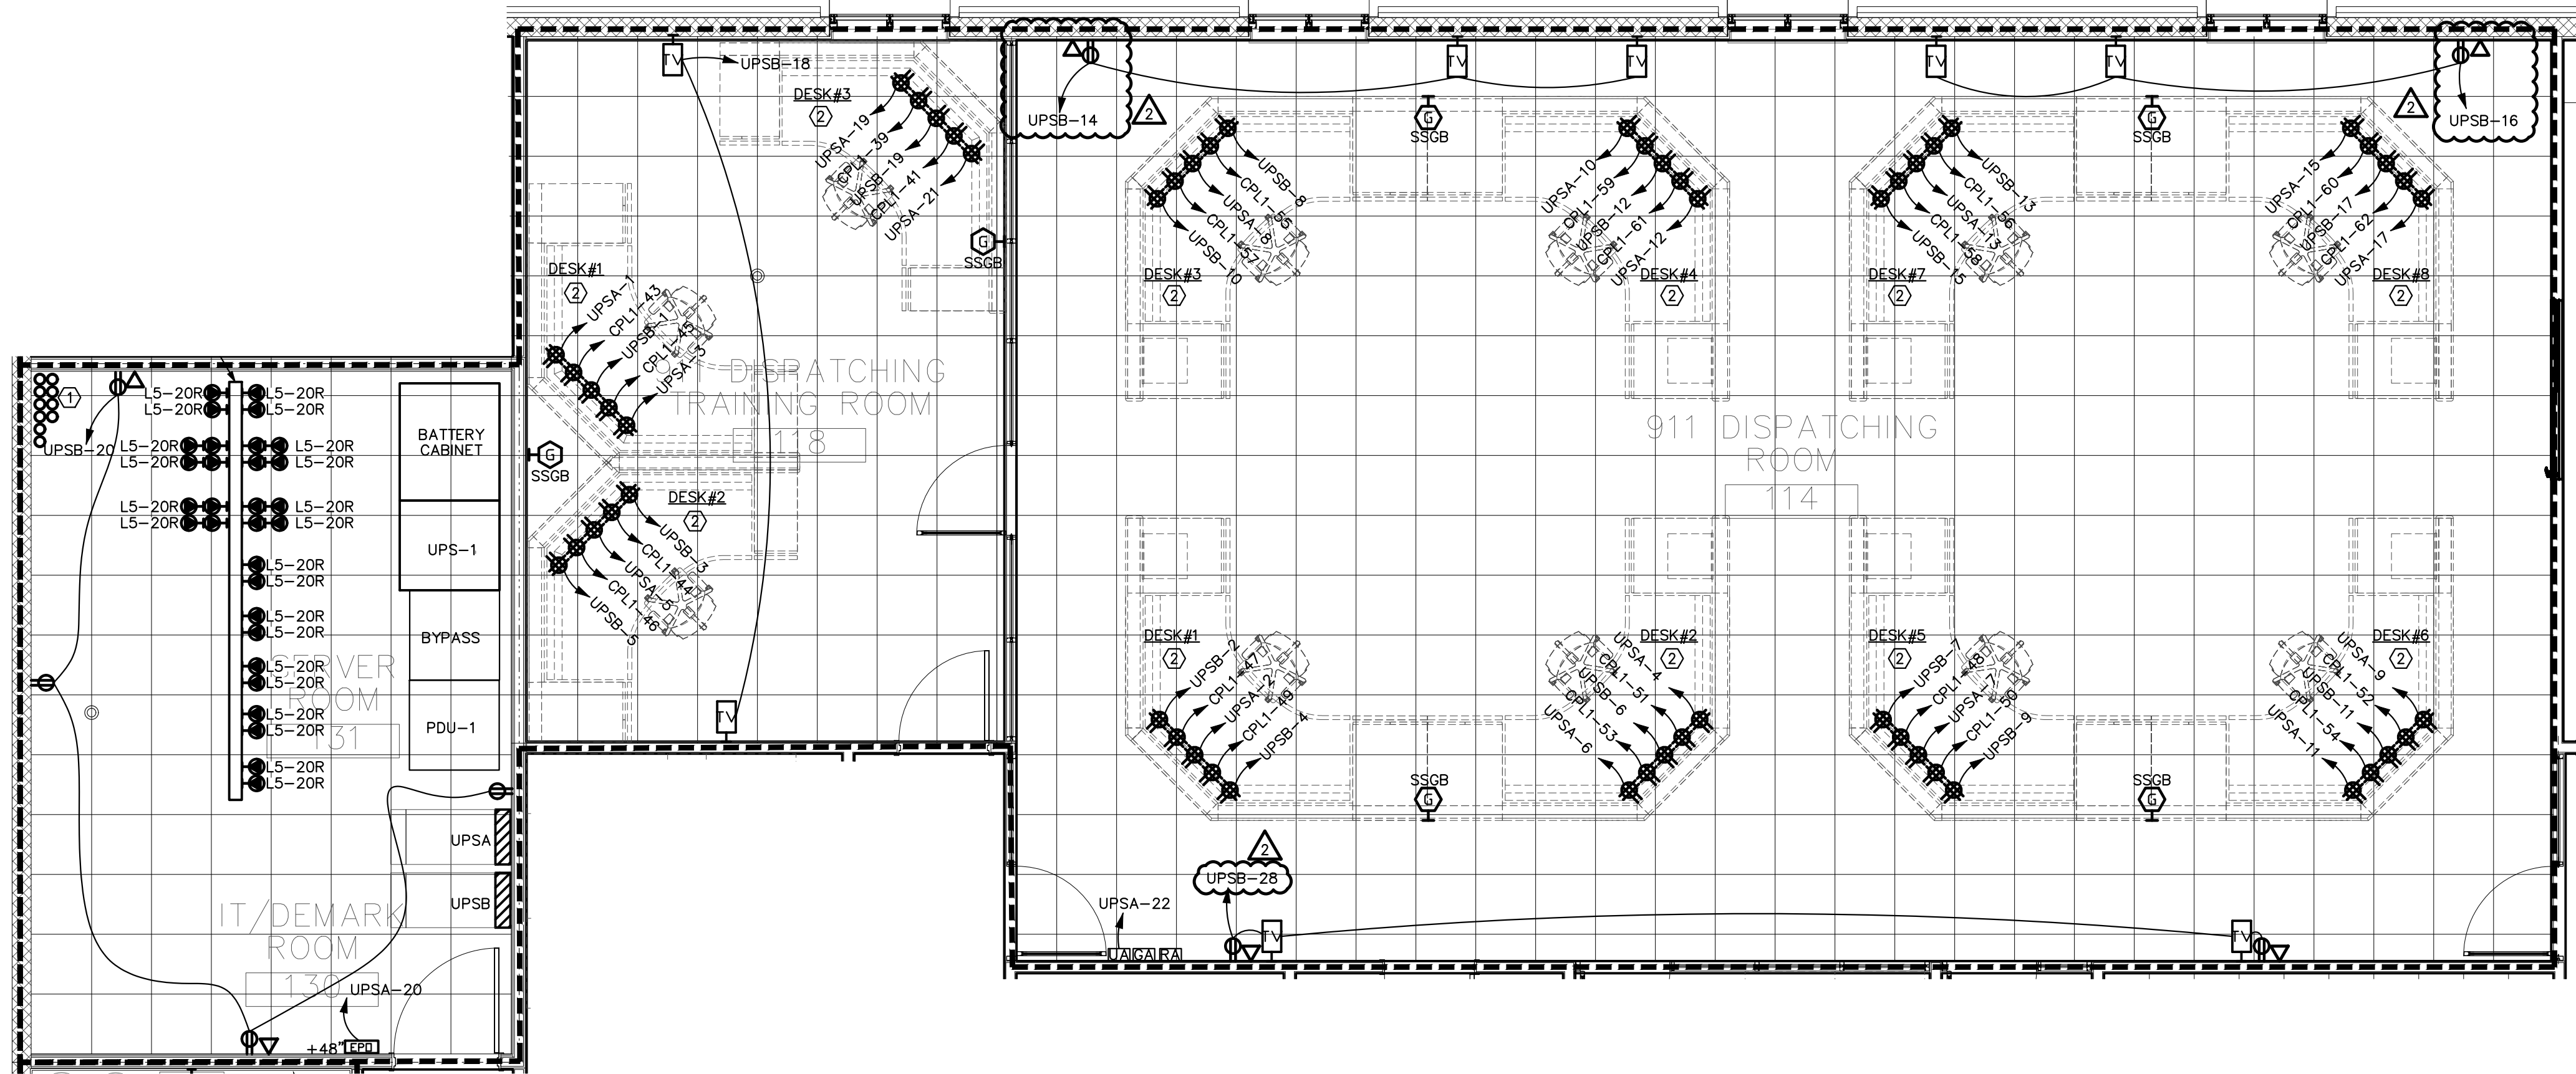 TV
UPSB-18
DESK#3
2
UPSA-19
CPL1-39
UPSB-19
CPL1-41
UPSA-21
G
SSGB
DESK#1
2
UPSA-1
CPL1-43
UPSB-1
CPL1-45
UPSA-3
911 DISPATCHING
TRAINING ROOM
118
G
SSGB
DESK#2
2
UPSB-3
CPL1-44
UPSA-5
CPL1-46
UPSB-5
TV
UPSB-14
2
TV
TV
TV
TV
2
UPSB-16
G
SSGB
G
SSGB
UPSB-8
CPL1-55
UPSA-8
CPL1-57
UPSB-10
DESK#3
2
UPSA-10
CPL1-59
UPSB-12
CPL1-61
UPSA-12
DESK#4
2
UPSB-13
CPL1-56
UPSA-13
CPL1-58
UPSB-15
DESK#7
2
UPSA-15
CPL1-60
UPSB-17
CPL1-62
UPSA-17
DESK#8
2
911 DISPATCHING
ROOM
114
DESK#1
2
UPSB-2
CPL1-47
UPSA-2
CPL1-49
UPSB-4
DESK#2
2
UPSA-4
CPL1-51
UPSB-6
CPL1-53
UPSA-6
DESK#5
2
UPSB-7
CPL1-48
UPSA-7
CPL1-50
UPSB-9
DESK#6
2
UPSA-9
CPL1-52
UPSB-11
CPL1-54
UPSA-11
SSGB
G
SSGB
G
2
UPSB-28
UPSA-22
UA GA RA
TV
TV
1
UPSB-20
L5-20R L5-20R
L5-20R L5-20R
L5-20R L5-20R
L5-20R L5-20R
L5-20R L5-20R
L5-20R L5-20R
L5-20R
L5-20R
L5-20R
L5-20R
L5-20R
L5-20R
L5-20R
L5-20R
L5-20R
L5-20R
BATTERY
CABINET
UPS-1
BYPASS
PDU-1
SERVER
ROOM
131
UPSA
UPSB
IT/DEMARK
ROOM
130
UPSA-20
+48" EPO